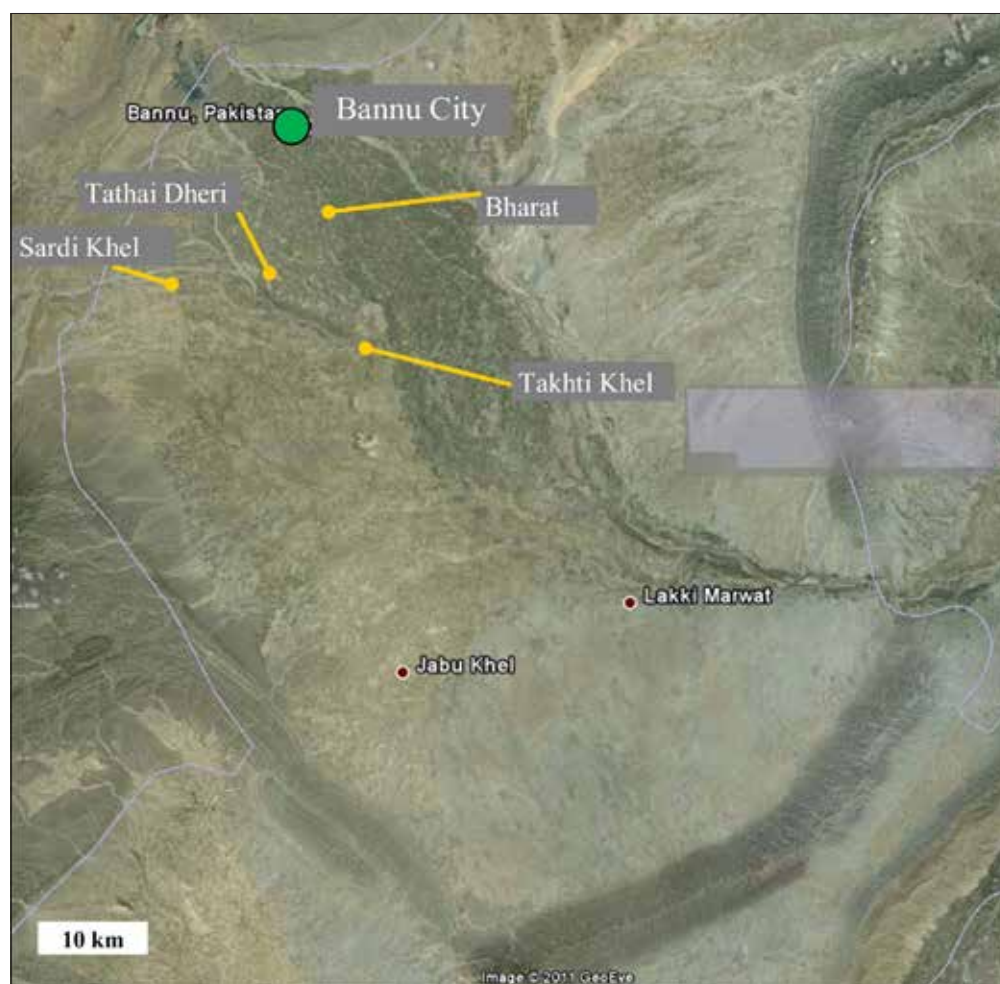 Bannu, Pakistan
Bannu City
Tathai Dheri
Bharat
Sardi Khel
Takhti Khel
Lakki Marwat
Jabu Khel
10 km
Image © 2011 GeoEye